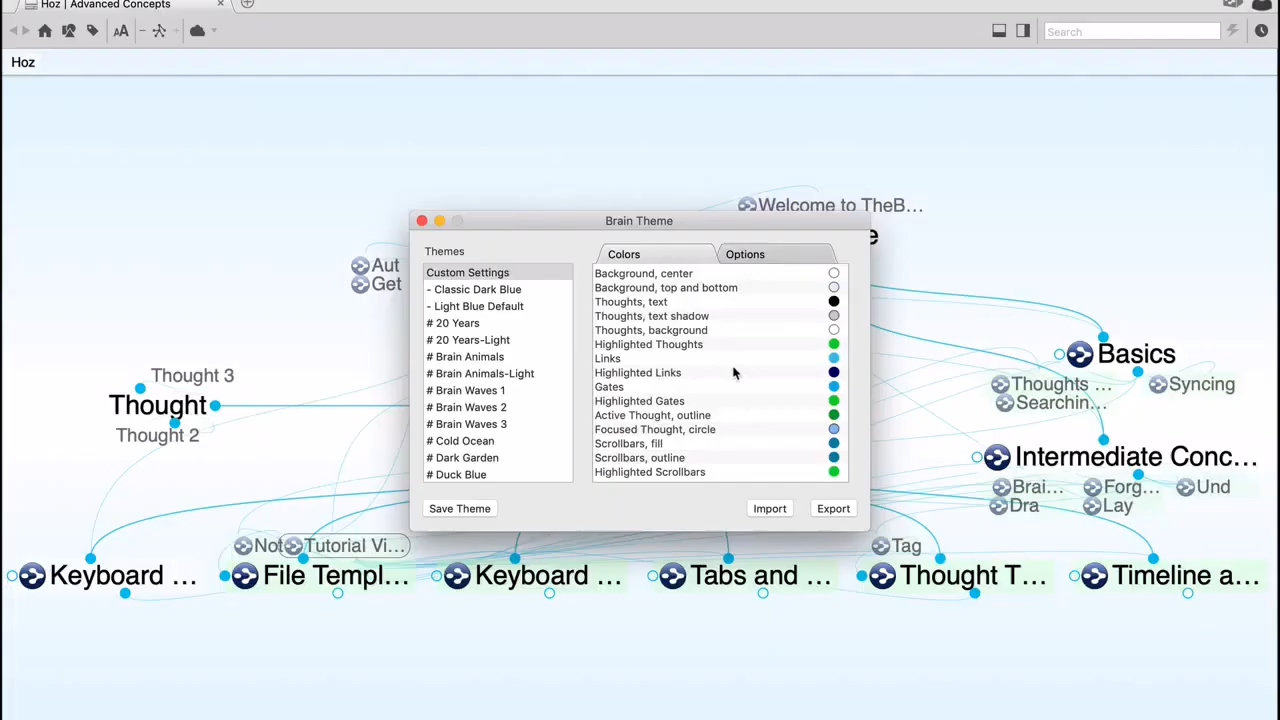 Hoz | Advanced Concepts
Search
Hoz
Welcome to TheB...
e
Brain Theme
Themes
Custom Settings
- Classic Dark Blue
- Light Blue Default
# 20 Years
# 20 Years-Light
# Brain Animals
# Brain Animals-Light
# Brain Waves 1
# Brain Waves 2
# Brain Waves 3
# Cold Ocean
# Dark Garden
# Duck Blue
Save Theme
Colors
Options
Background, center
Background, top and bottom
Thoughts, text
Thoughts, text shadow
Thoughts, background
Highlighted Thoughts
Links
Highlighted Links
Gates
Highlighted Gates
Active Thought, outline
Focused Thought, circle
Scrollbars, fill
Scrollbars, outline
Highlighted Scrollbars
Import
Export
Aut
Get
Thought 3
Thought
Thought 2
Basics
Thoughts ...
Syncing
Searchin...
Intermediate Conc...
Brai...
Forg...
Und
Dra
Lay
Not
Tutorial Vi...
Tag
Keyboard ...
File Templ...
Keyboard ...
Tabs and ...
Thought T...
Timeline a...